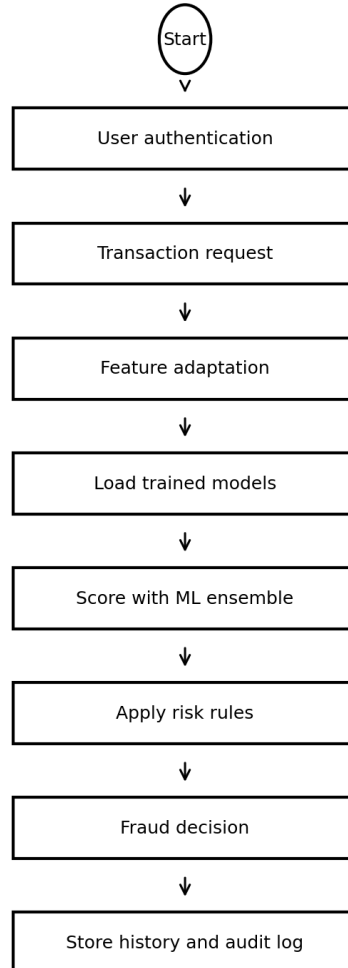 Start
User authentication
Transaction request
Feature adaptation
Load trained models
Score with ML ensemble
Apply risk rules
Fraud decision
Store history and audit log